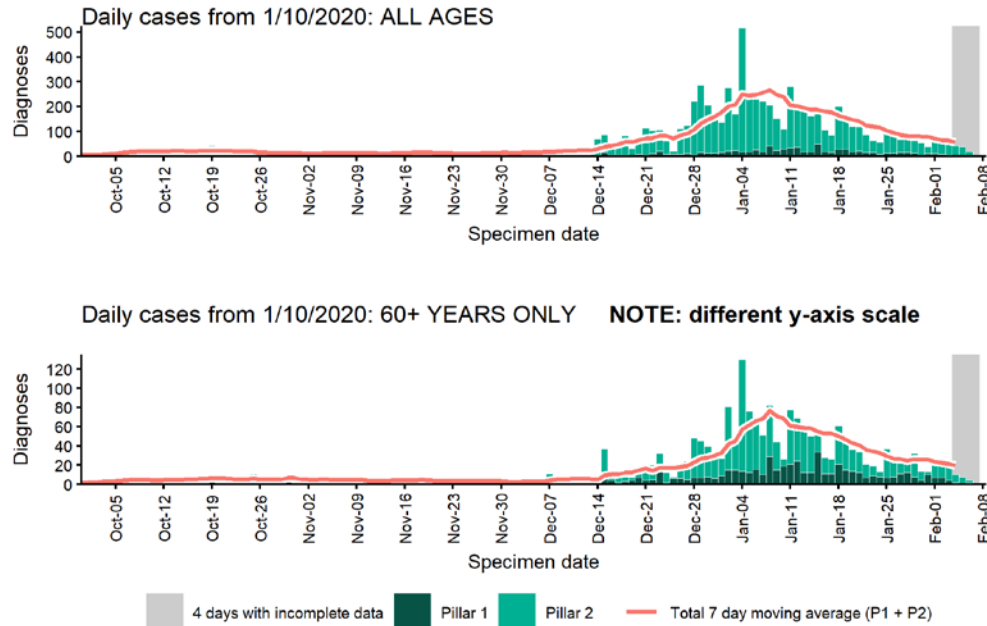 Daily cases from 1/10/2020: ALL AGES
500
400
300
200
100
0
Diagnoses
Oct-05 Oct-12 Oct-19 Oct-26 Nov-02 Nov-09 Nov-16 Nov-23 Nov-30 Dec-07 Dec-14 Dec-21 Dec-28 Jan-04 Jan-11 Jan-18 Jan-25 Feb-01 Feb-08
Specimen date
Daily cases from 1/10/2020: 60+ YEARS ONLY NOTE: different y-axis scale
120
100
80
60
40
20
0
Diagnoses
Oct-05 Oct-12 Oct-19 Oct-26 Nov-02 Nov-09 Nov-16 Nov-23 Nov-30 Dec-07 Dec-14 Dec-21 Dec-28 Jan-04 Jan-11 Jan-18 Jan-25 Feb-01 Feb-08
Specimen date
4 days with incomplete data Pillar 1 Pillar 2 Total 7 day moving average (P1 + P2)